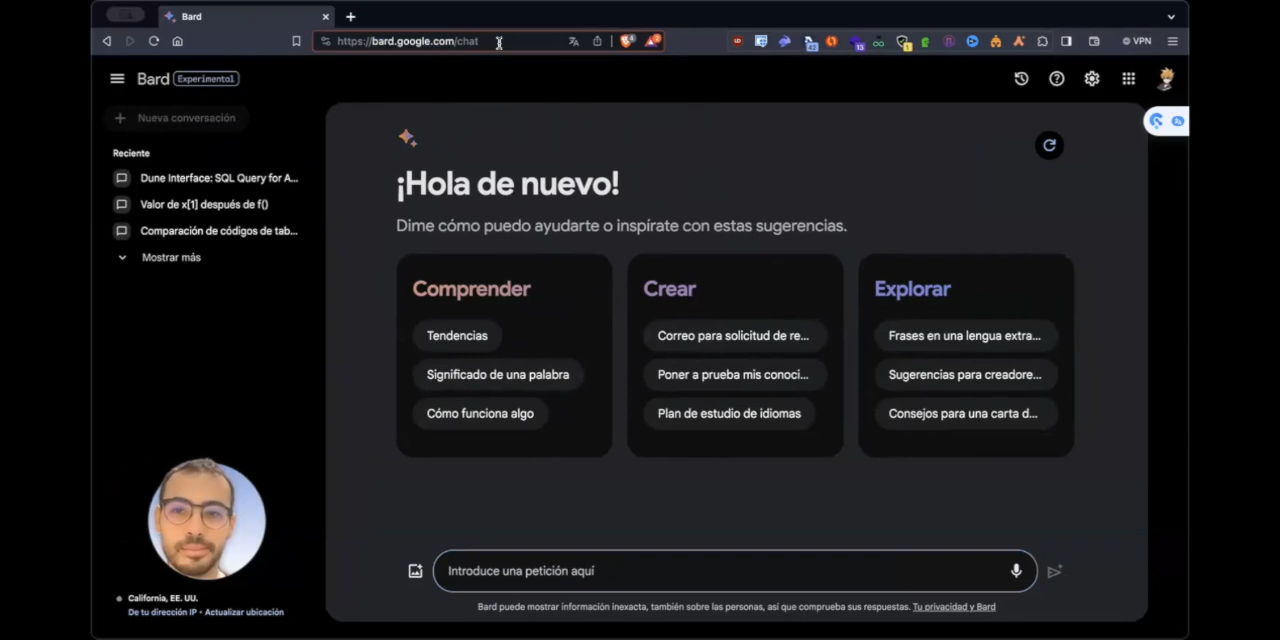 Bard
https://bard.google.com/chat
VPN
Bard Experimental
Nueva conversación
Reciente
Dune Interface: SQL Query for A...
Valor de x[1] después de f()
Comparación de códigos de tab...
Mostrar más
¡Hola de nuevo!
Dime cómo puedo ayudarte o inspírate con estas sugerencias.
Comprender
Tendencias
Significado de una palabra
Cómo funciona algo
Crear
Correo para solicitud de re...
Poner a prueba mis conoci...
Plan de estudio de idiomas
Explorar
Frases en una lengua extra...
Sugerencias para creadore...
Consejos para una carta d...
Introduce una petición aquí
Bard puede mostrar información inexacta, también sobre las personas, así que comprueba sus respuestas. Tu privacidad y Bard
California, EE. UU.
De tu dirección IP • Actualizar ubicación